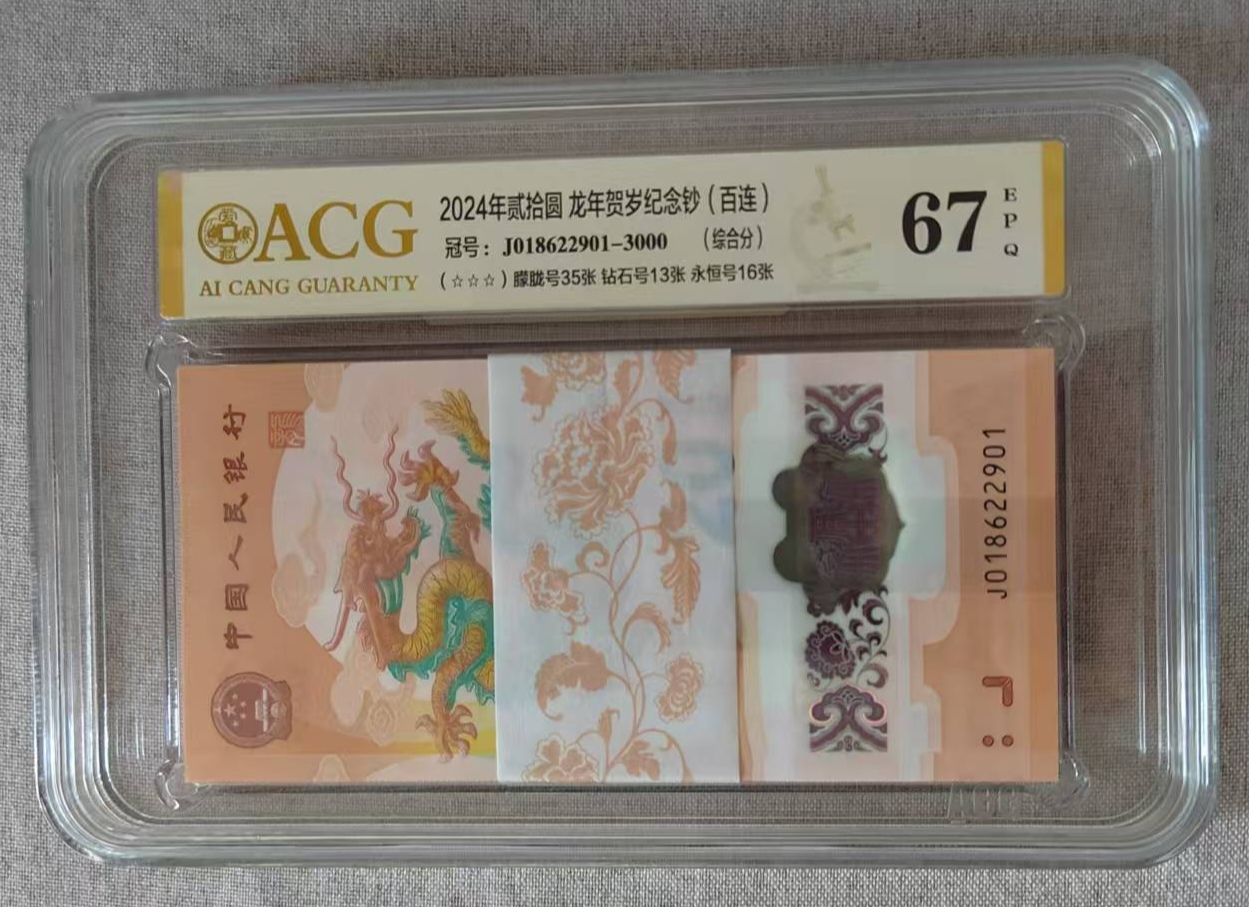 ACG
AI CANG GUARANTY
2024年贰拾圆 龙年贺岁纪念钞（百连）
冠号：J018622901-3000 （综合分）
（☆☆☆）朦胧号35张 钻石号13张 永恒号16张
67
EPQ
中国人民银行
J018622901